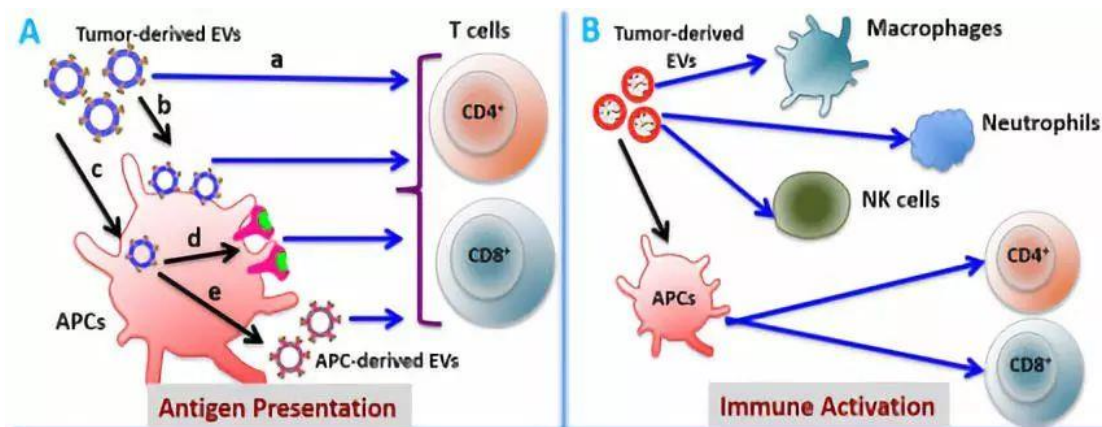 A
Tumor-derived EVs
a
b
c
d
e
T cells
CD4+
CD8+
APCs
APC-derived EVs
Antigen Presentation
B
Tumor-derived
EVs
Macrophages
Neutrophils
NK cells
APCs
CD4+
CD8+
Immune Activation